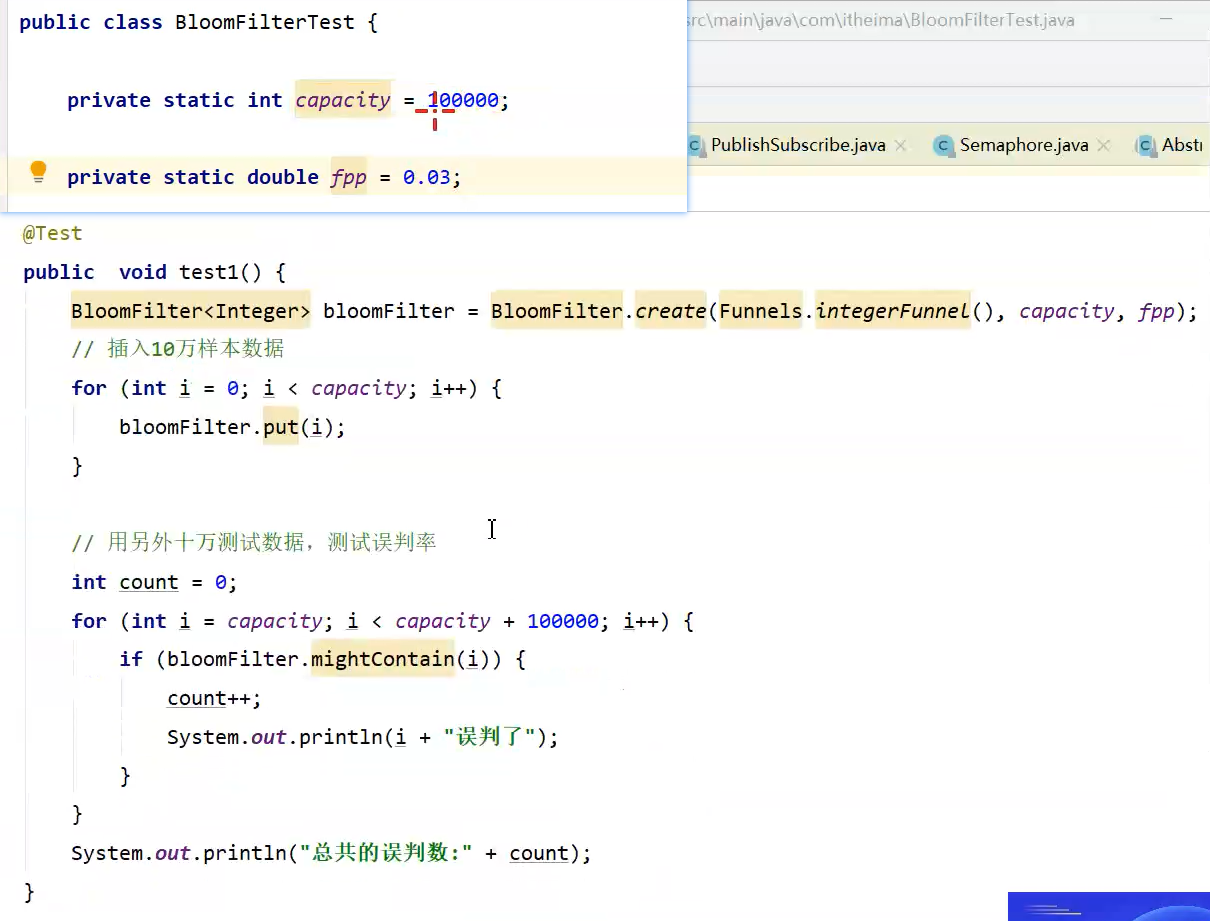 public class BloomFilterTest {
src\main\java\com\itheima\BloomFilterTest.java
private static int capacity = 100000;
PublishSubscribe.java
Semaphore.java
Abstr
private static double fpp = 0.03;
@Test
public void test1() {
BloomFilter<Integer> bloomFilter = BloomFilter.create(Funnels.integerFunnel(), capacity, fpp);
// 插入10万样本数据
for (int i = 0; i < capacity; i++) {
bloomFilter.put(i);
}
// 用另外十万测试数据，测试误判率
int count = 0;
for (int i = capacity; i < capacity + 100000; i++) {
if (bloomFilter.mightContain(i)) {
count++;
System.out.println(i + "误判了");
}
}
System.out.println("总共的误判数:" + count);
}